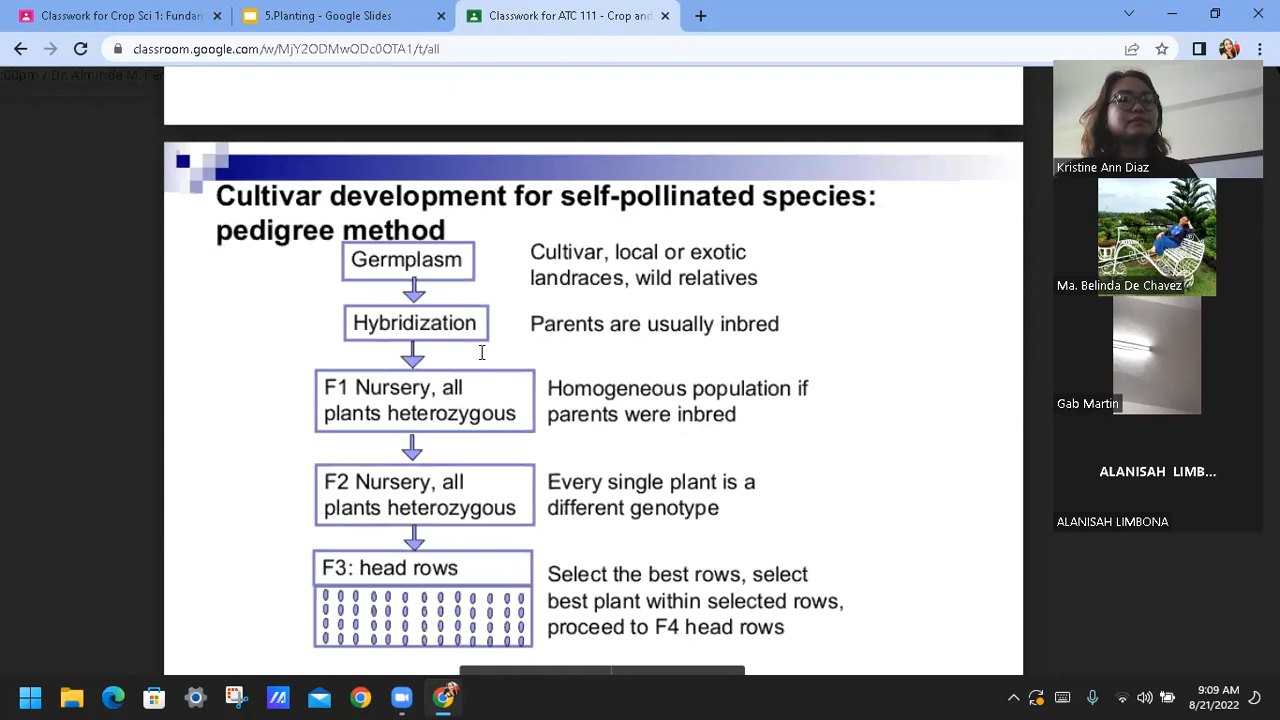 Classwork for Crop Sci 1: Fundam
5.Planting - Google Slides
Classwork for ATC 111 - Crop and
classroom.google.com/w/MjY2ODMwODc0OTA1/t/all
:00pm / Dr. Alminda M. Fe
Cultivar development for self-pollinated species:
pedigree method
Germplasm
Cultivar, local or exotic
landraces, wild relatives
Hybridization
Parents are usually inbred
F1 Nursery, all
plants heterozygous
Homogeneous population if
parents were inbred
F2 Nursery, all
plants heterozygous
Every single plant is a
different genotype
F3: head rows
Select the best rows, select
best plant within selected rows,
proceed to F4 head rows
Kristine Ann Diaz
Ma. Belinda De Chavez
Gab Martin
ALANISAH LIMB...
ALANISAH LIMBONA
9:09 AM
8/21/2022